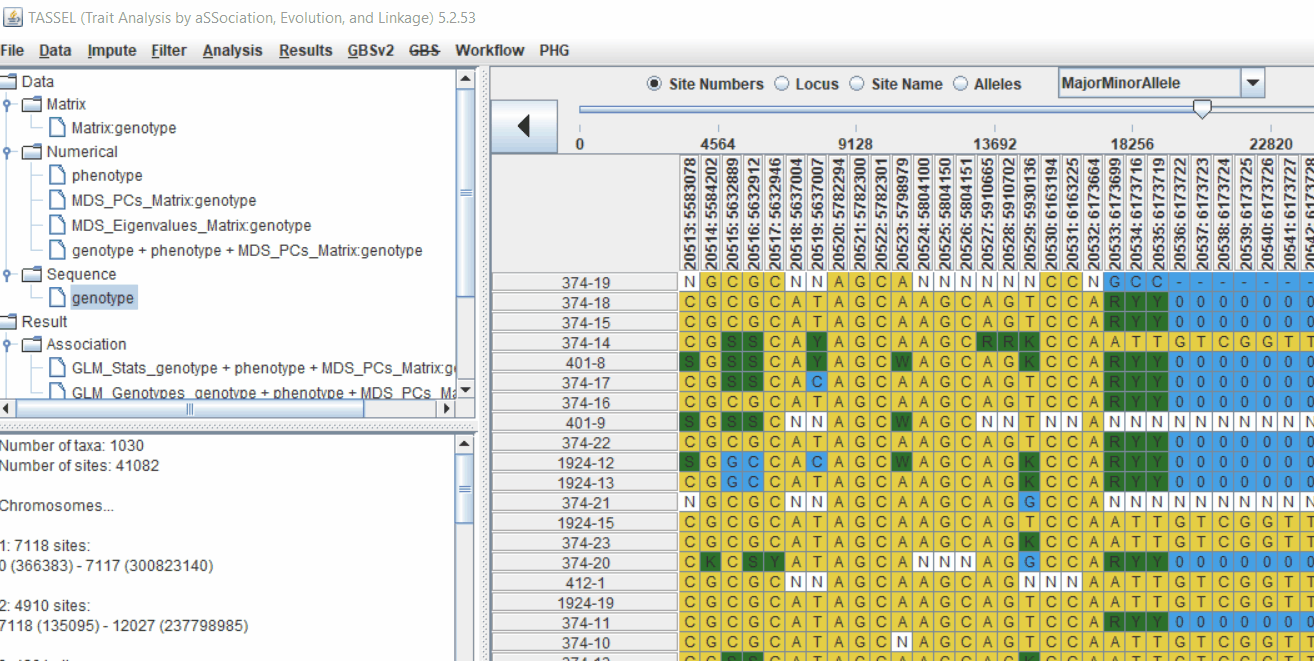 TASSEL (Trait Analysis by aSSociation, Evolution, and Linkage) 5.2.53
File Data Impute Filter Analysis Results GBSv2 GBS Workflow PHG
Data
Matrix
Matrix:genotype
Numerical
phenotype
MDS_PCs_Matrix:genotype
MDS_Eigenvalues_Matrix:genotype
genotype + phenotype + MDS_PCs_Matrix:genotype
Sequence
genotype
Result
Association
GLM_Stats_genotype + phenotype + MDS_PCs_Matrix:g
GLM_Genotypes_genotype + phenotype + MDS_PCs_Ma
Number of taxa: 1030
Number of sites: 41082
Chromosomes...
1: 7118 sites:
0 (366383) - 7117 (300823140)
2: 4910 sites:
7118 (135095) - 12027 (237798985)
Site Numbers Locus Site Name Alleles MajorMinorAllele
0 4564 9128 13692 18256 22820
20513: 5583078
20514: 5584202
20515: 5632889
20516: 5632912
20517: 5632946
20518: 5637004
20519: 5637007
20520: 5782294
20521: 5782300
20522: 5782301
20523: 5798979
20524: 5804100
20525: 5804150
20526: 5804151
20527: 5910665
20528: 5910702
20529: 5930136
20530: 6163194
20531: 6163225
20532: 6173664
20533: 6173699
20534: 6173716
20535: 6173719
20536: 6173722
20537: 6173723
20538: 6173724
20539: 6173725
20540: 6173726
20541: 6173727
20542: 6173728
374-19 N G C G C N N A G C A N N N N N N C C N G C C - - - - - -
374-18 C G C G C A T A G C A A G C A G T C C A R Y Y 0 0 0 0 0 0 0
374-15 C G C G C A T A G C A A G C A G T C C A R Y Y 0 0 0 0 0 0 0
374-14 C G S S C A Y A G C A A G C R R K C C A A T T G T C G G T T
401-8 S G S S C A Y A G C W A G C A G K C C A R Y Y 0 0 0 0 0 0 0
374-17 C G S S C A C A G C A A G C A G T C C A R Y Y 0 0 0 0 0 0 0
374-16 C G C G C A T A G C A A G C A G T C C A R Y Y 0 0 0 0 0 0 0
401-9 S G S S C N N A G C W A G C N N T N N A N N N N N N N N N N
374-22 C G C G C A T A G C A A G C A G T C C A R Y Y 0 0 0 0 0 0 0
1924-12 S G G C C A C A G C W A G C A G K C C A R Y Y 0 0 0 0 0 0 0
1924-13 C G G C C A T A G C A A G C A G K C C A R Y Y 0 0 0 0 0 0 0
374-21 N G C G C N N A G C A A G C A G G C C A N N N N N N N N N N
1924-15 C G C G C A T A G C A A G C A G T C C A A T T G T C G G T T
374-23 C G C G C A T A G C A A G C A G K C C A A T T G T C G G T T
374-20 C K C S Y A T A G C A N N N A G G C C A R Y Y 0 0 0 0 0 0 0
412-1 C G C G C N N A G C A A G C A G N N N A A T T G T C G G T T
1924-19 C G C G C A T A G C A A G C A G T C C A A T T G T C G G T T
374-11 C G C G C A T A G C A A G C A G T C C A R Y Y 0 0 0 0 0 0 0
374-10 C G C G C A T A G C N A G C A G T C C A A T T G T C G G T T